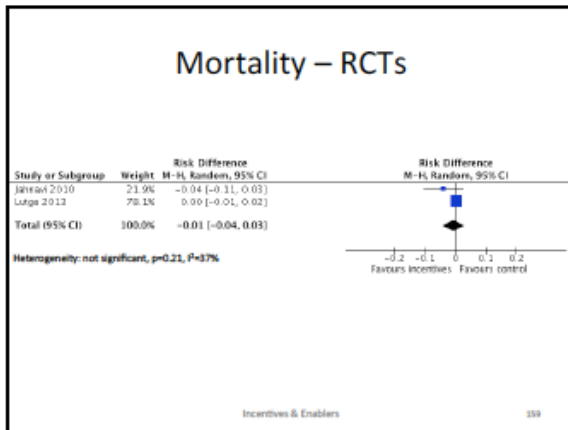 Mortality – RCTs
Risk Difference
Risk Difference
Study or Subgroup Weight M-H, Random, 95% CI
M-H, Random, 95% CI
Jahnavi 2010 21.9% -0.04 [-0.11, 0.03]
Lutge 2013 78.1% 0.00 [-0.01, 0.02]
Total (95% CI) 100.0% -0.01 [-0.04, 0.03]
Heterogeneity: not significant, p=0.21, I²=37%
-0.2 -0.1 0 0.1 0.2
Favours incentives Favours control
Incentives & Enablers
159